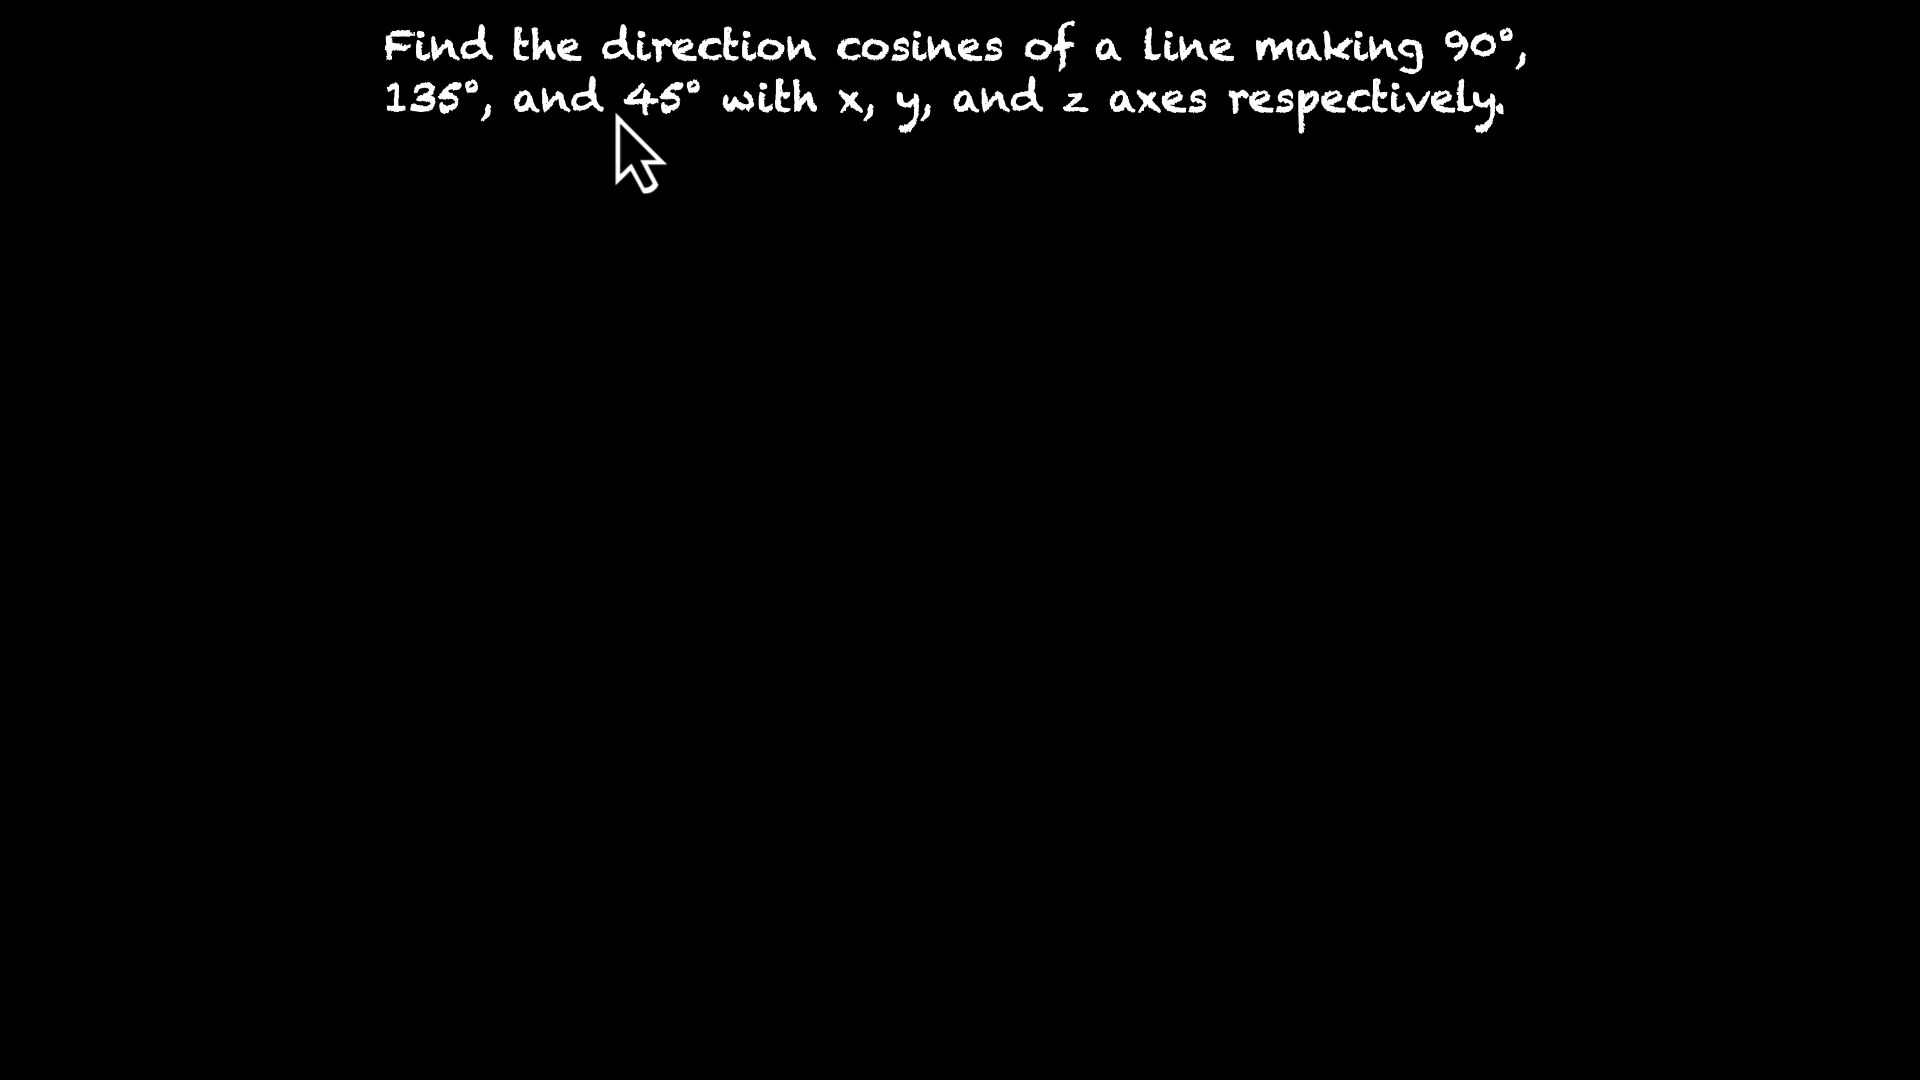 Find the direction cosines of a line making 90°,
135°, and 45° with x, y, and z axes respectively.